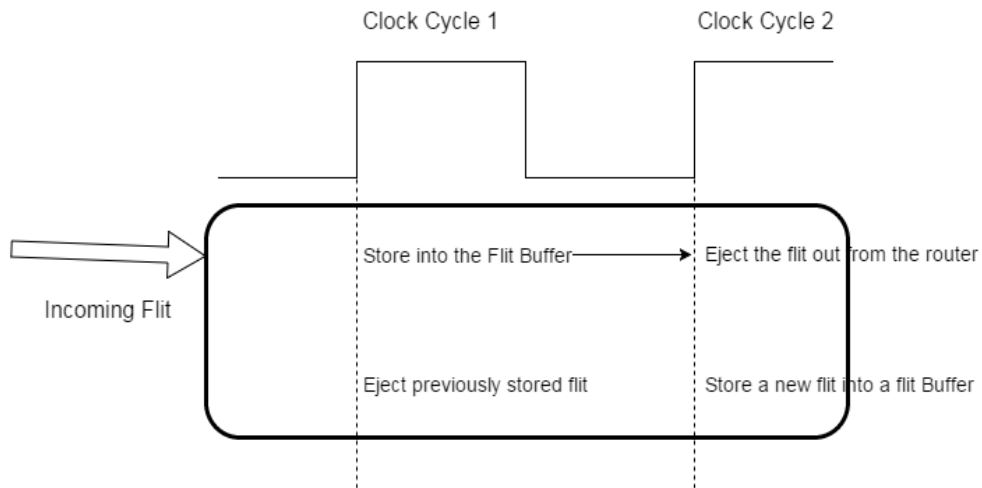 Clock Cycle 1
Clock Cycle 2
Store into the Flit Buffer
Eject the flit out from the router
Incoming Flit
Eject previously stored flit
Store a new flit into a flit Buffer